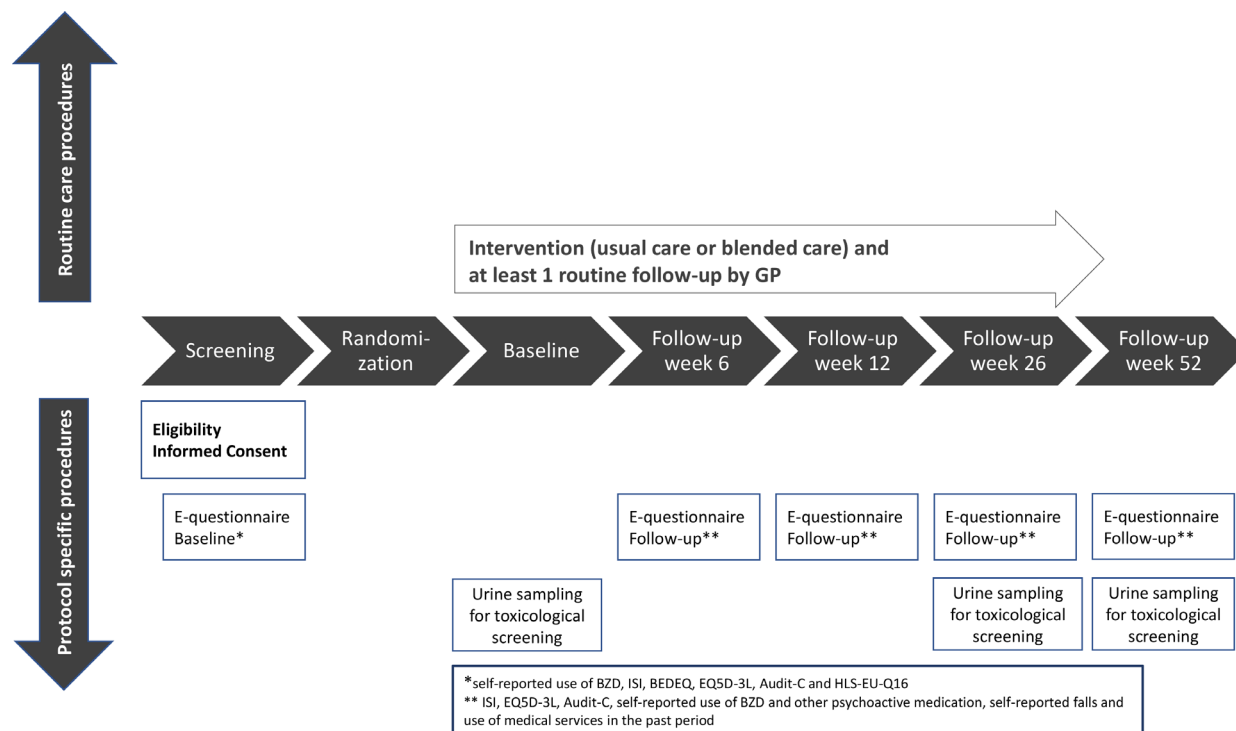 Routine care procedures
Intervention (usual care or blended care) and
at least 1 routine follow-up by GP
Screening
Randomi-
zation
Baseline
Follow-up
week 6
Follow-up
week 12
Follow-up
week 26
Follow-up
week 52
Protocol specific procedures
Eligibility
Informed Consent
E-questionnaire
Baseline*
E-questionnaire
Follow-up**
E-questionnaire
Follow-up**
E-questionnaire
Follow-up**
E-questionnaire
Follow-up**
Urine sampling
for toxicological
screening
Urine sampling
for toxicological
screening
Urine sampling
for toxicological
screening
*self-reported use of BZD, ISI, BEDEQ, EQ5D-3L, Audit-C and HLS-EU-Q16
** ISI, EQ5D-3L, Audit-C, self-reported use of BZD and other psychoactive medication, self-reported falls and
use of medical services in the past period